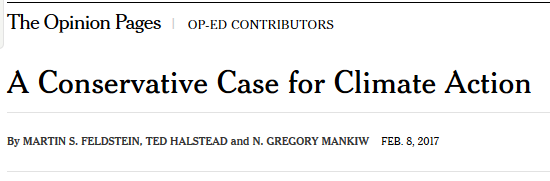 The Opinion Pages | OP-ED CONTRIBUTORS
A Conservative Case for Climate Action
By MARTIN S. FELDSTEIN, TED HALSTEAD and N. GREGORY MANKIW FEB. 8, 2017